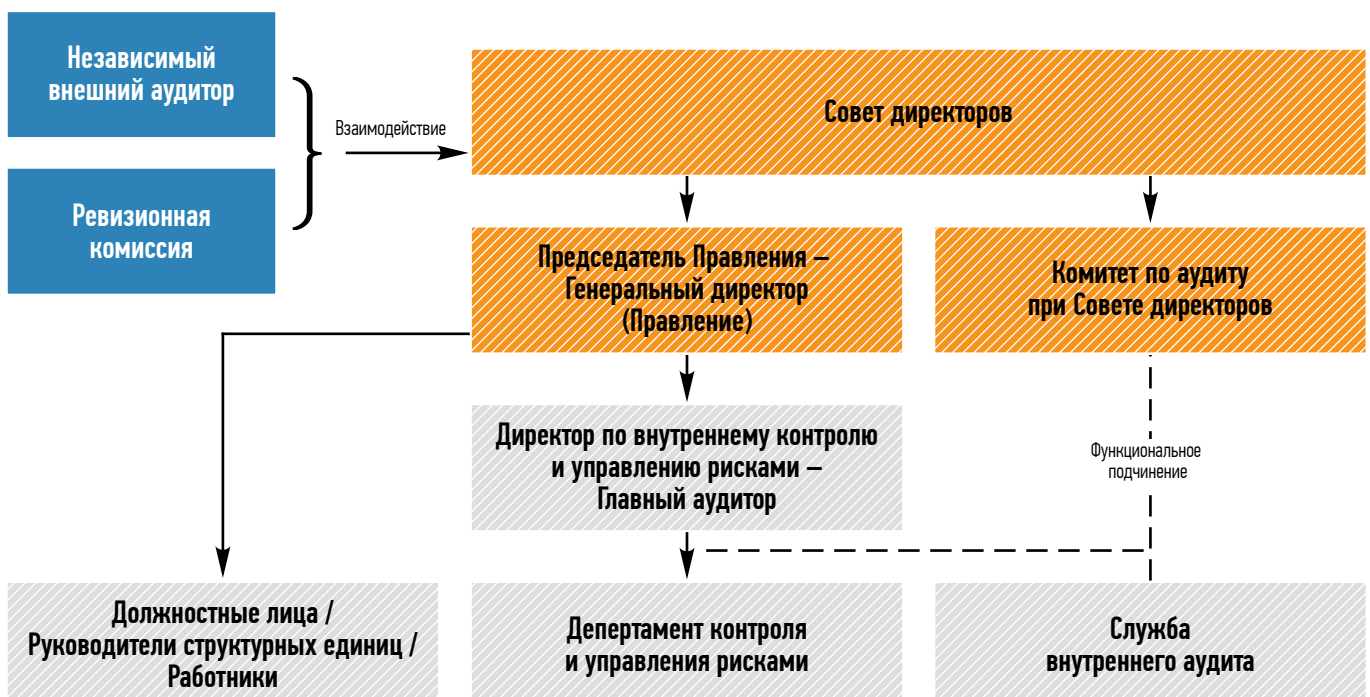 Независимый
внешний аудитор
Ревизионная
комиссия
Взаимодействие
Совет директоров
Председатель Правления –
Генеральный директор
(Правление)
Комитет по аудиту
при Совете директоров
Директор по внутреннему контролю
и управлению рисками –
Главный аудитор
Функциональное
подчинение
Должностные лица /
Руководители структурных единиц /
Работники
Департамент контроля
и управления рисками
Служба
внутреннего аудита